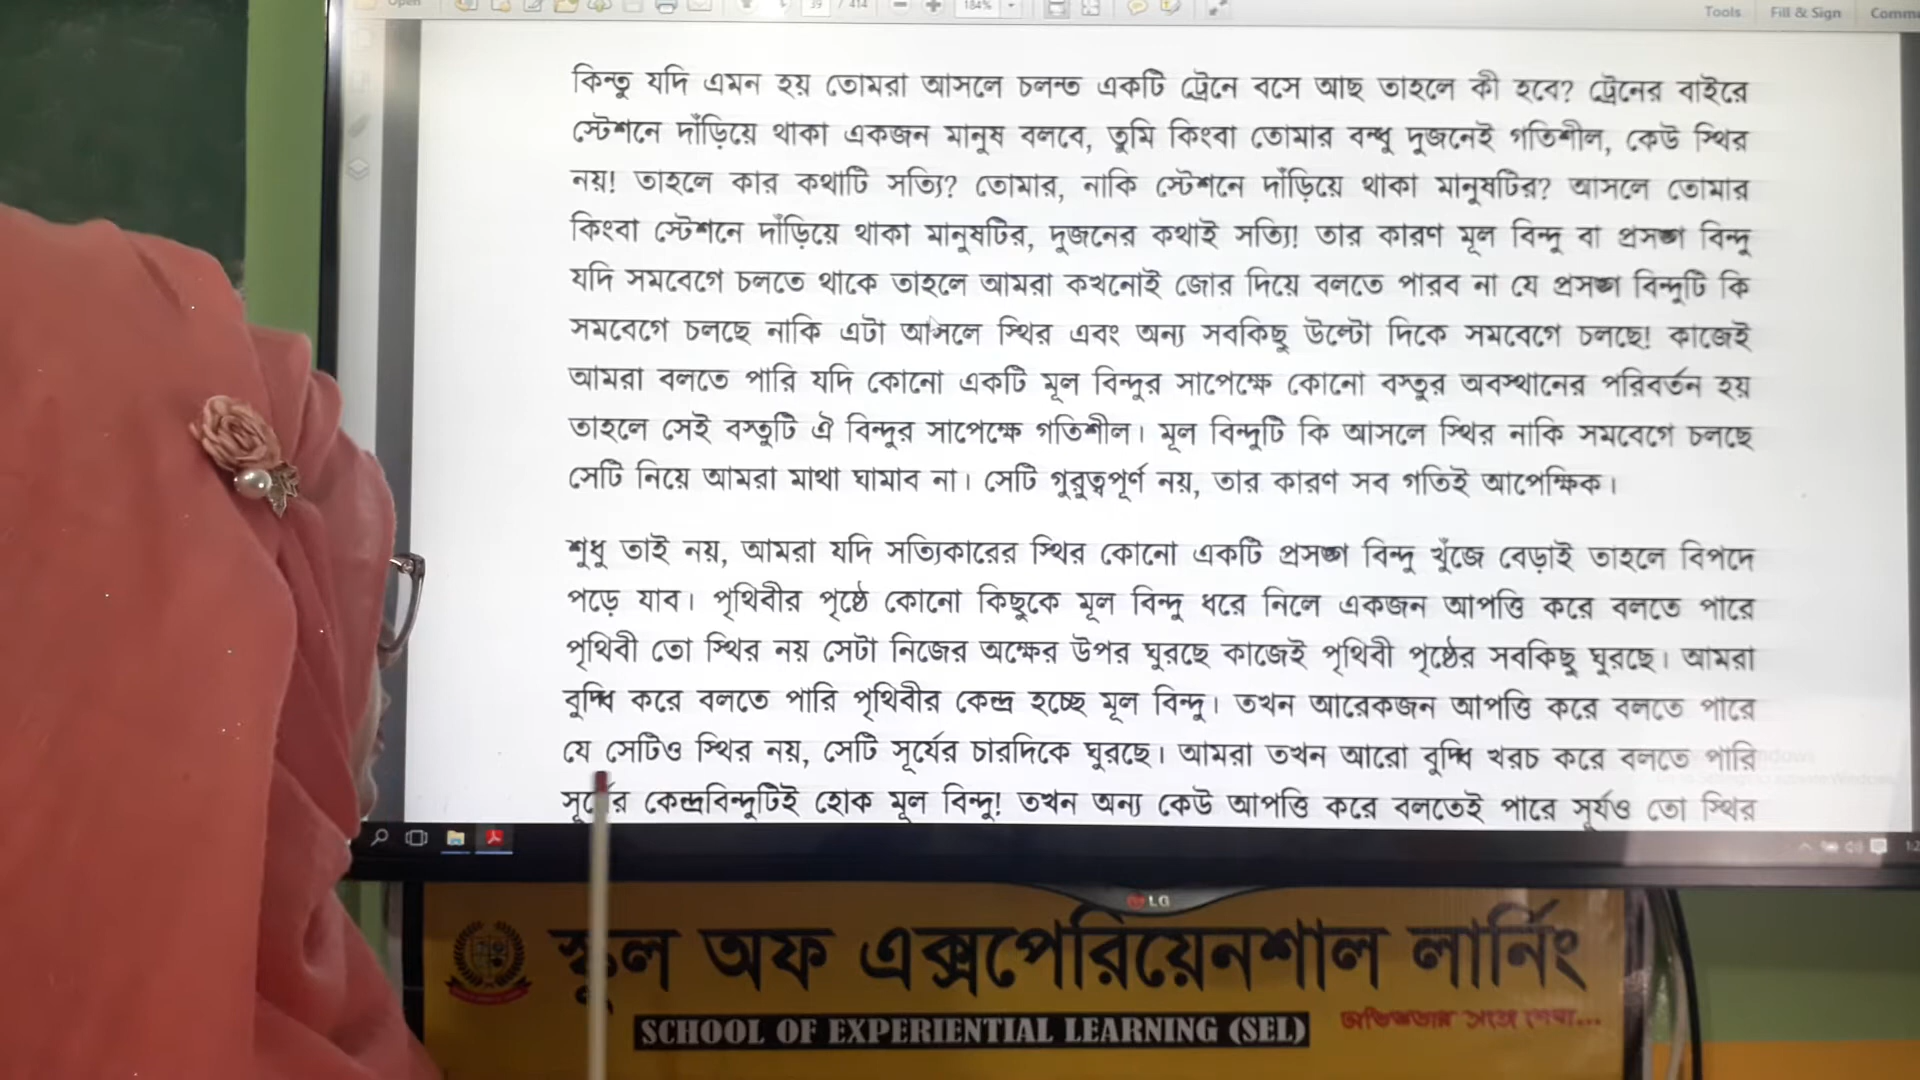 Open
39 / 414
184%
Tools Fill & Sign Comm
কিন্তু যদি এমন হয় তোমরা আসলে চলন্ত একটি ট্রেনে বসে আছ তাহলে কী হবে? ট্রেনের বাইরে
স্টেশনে দাঁড়িয়ে থাকা একজন মানুষ বলবে, তুমি কিংবা তোমার বন্ধু দুজনেই গতিশীল, কেউ স্থির
নয়! তাহলে কার কথাটি সত্যি? তোমার, নাকি স্টেশনে দাঁড়িয়ে থাকা মানুষটির? আসলে তোমার
কিংবা স্টেশনে দাঁড়িয়ে থাকা মানুষটির, দুজনের কথাই সত্যি! তার কারণ মূল বিন্দু বা প্রসঙ্গ বিন্দু
যদি সমবেগে চলতে থাকে তাহলে আমরা কখনোই জোর দিয়ে বলতে পারব না যে প্রসঙ্গ বিন্দুটি কি
সমবেগে চলছে নাকি এটা আসলে স্থির এবং অন্য সবকিছু উল্টো দিকে সমবেগে চলছে! কাজেই
আমরা বলতে পারি যদি কোনো একটি মূল বিন্দুর সাপেক্ষে কোনো বস্তুর অবস্থানের পরিবর্তন হয়
তাহলে সেই বস্তুটি ঐ বিন্দুর সাপেক্ষে গতিশীল। মূল বিন্দুটি কি আসলে স্থির নাকি সমবেগে চলছে
সেটি নিয়ে আমরা মাথা ঘামাব না। সেটি গুরুত্বপূর্ণ নয়, তার কারণ সব গতিই আপেক্ষিক।
শুধু তাই নয়, আমরা যদি সত্যিকারের স্থির কোনো একটি প্রসঙ্গ বিন্দু খুঁজে বেড়াই তাহলে বিপদে
পড়ে যাব। পৃথিবীর পৃষ্ঠে কোনো কিছুকে মূল বিন্দু ধরে নিলে একজন আপত্তি করে বলতে পারে
পৃথিবী তো স্থির নয় সেটা নিজের অক্ষের উপর ঘুরছে কাজেই পৃথিবী পৃষ্ঠের সবকিছু ঘুরছে। আমরা
বুদ্ধি করে বলতে পারি পৃথিবীর কেন্দ্র হচ্ছে মূল বিন্দু। তখন আরেকজন আপত্তি করে বলতে পারে
যে সেটিও স্থির নয়, সেটি সূর্যের চারদিকে ঘুরছে। আমরা তখন আরো বুদ্ধি খরচ করে বলতে পারি
সূর্যের কেন্দ্রবিন্দুটিই হোক মূল বিন্দু! তখন অন্য কেউ আপত্তি করে বলতেই পারে সূর্যও তো স্থির
LG
স্কুল অফ এক্সপেরিয়েনশাল লার্নিং
SCHOOL OF EXPERIENTIAL LEARNING (SEL)